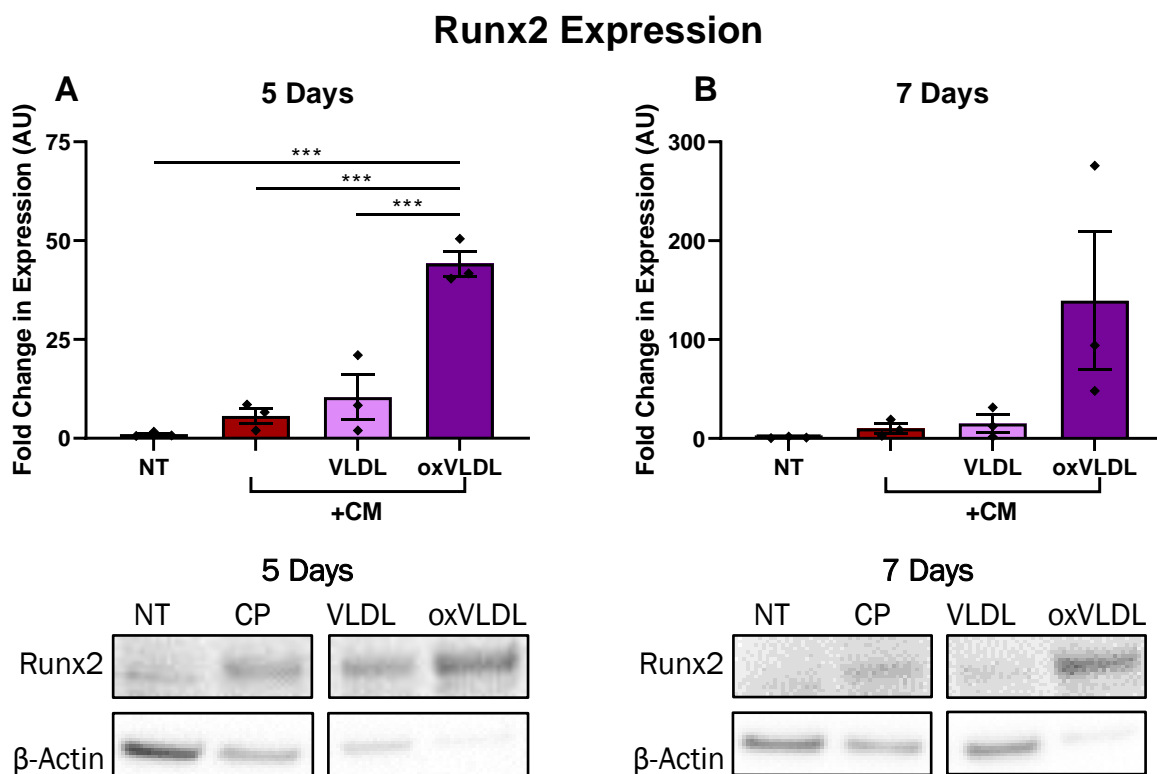 Runx2 Expression
A
5 Days
Fold Change in Expression (AU)
75
50
25
0
***
***
***
NT
VLDL
oxVLDL
+CM
B
7 Days
Fold Change in Expression (AU)
300
200
100
0
NT
VLDL
oxVLDL
+CM
5 Days
NT CP VLDL oxVLDL
Runx2
β-Actin
7 Days
NT CP VLDL oxVLDL
Runx2
β-Actin